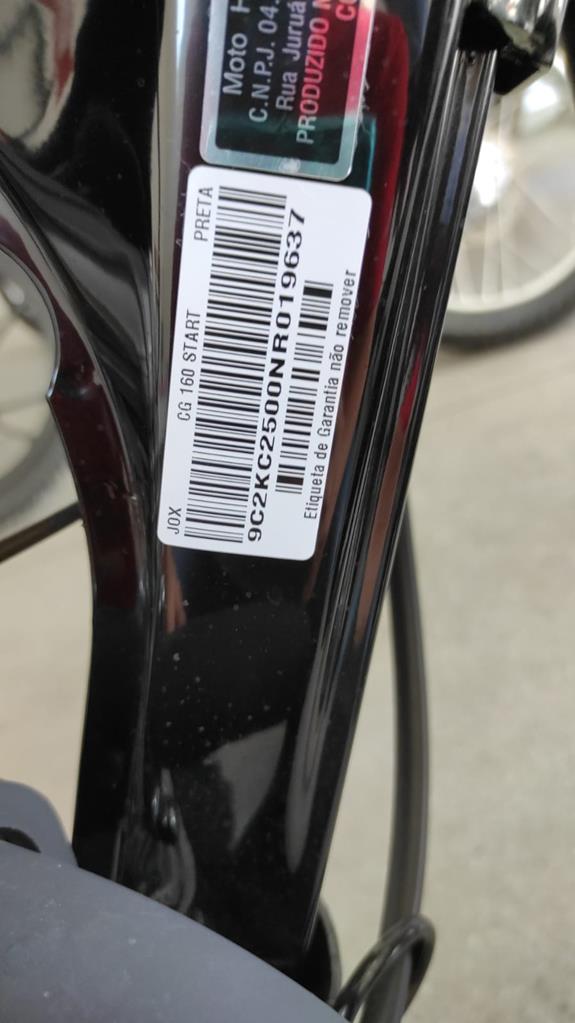 Moto H
C.N.P.J. 04.
Rua Juruá
PRODUZIDO N
JOX CG 160 START PRETA
9C2KC2500NR019637
Etiqueta de Garantia não remover